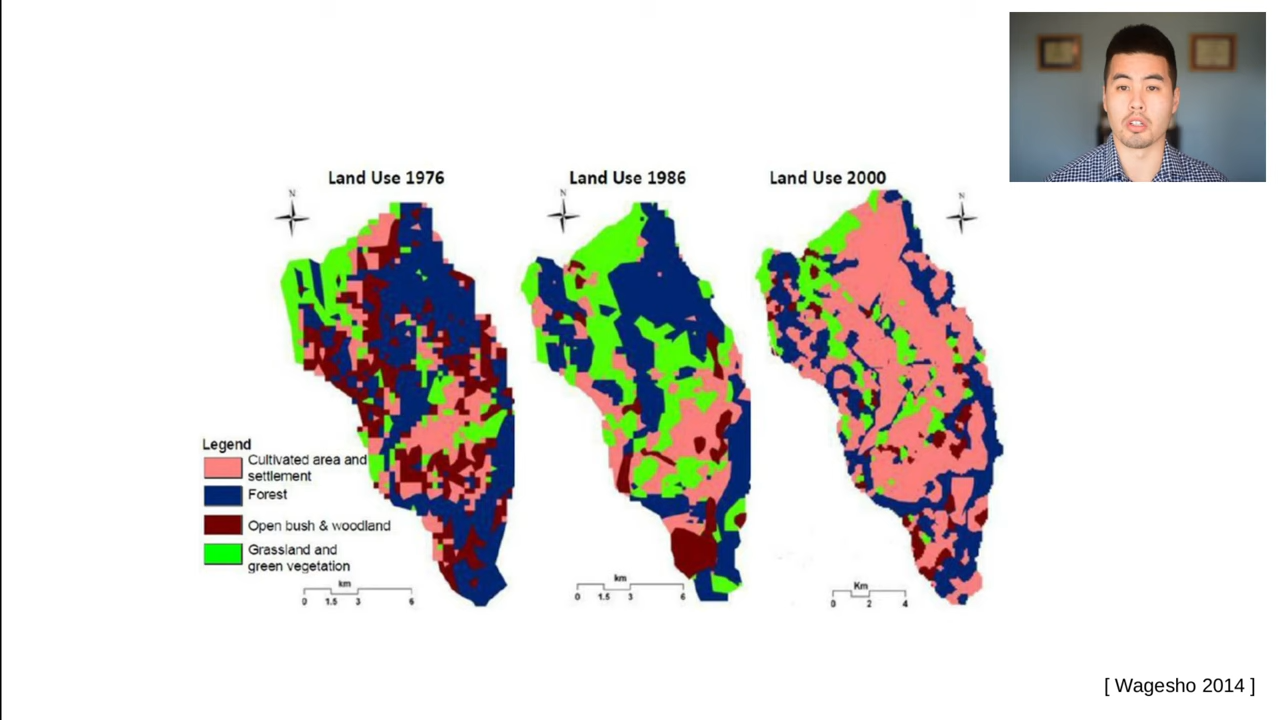 Land Use 1976
Land Use 1986
Land Use 2000
N
N
N
Legend
Cultivated area and
settlement
Forest
Open bush & woodland
Grassland and
green vegetation
km
0 1.5 3 6
km
0 1.5 3 6
Km
0 2 4
[ Wagesho 2014 ]